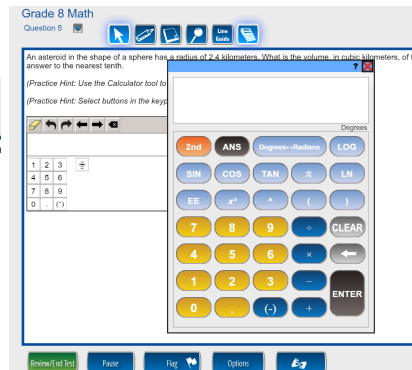 Grade 8 Math
Question 5
Line Guide
An asteroid in the shape of a sphere has a radius of 2.4 kilometers. What is the volume, in cubic kilometers, of
answer to the nearest tenth.
(Practice Hint: Use the Calculator tool to
(Practice Hint: Select buttons in the keyp
?
Degrees
2nd ANS Degrees↔Radians LOG
SIN COS TAN π LN
EE x² ^ ( )
7 8 9 ÷ CLEAR
4 5 6 ×
1 2 3 − ENTER
0 . (-) +
1 2 3
4 5 6
7 8 9
0 . (-)
Review/End Test Pause Flag Options